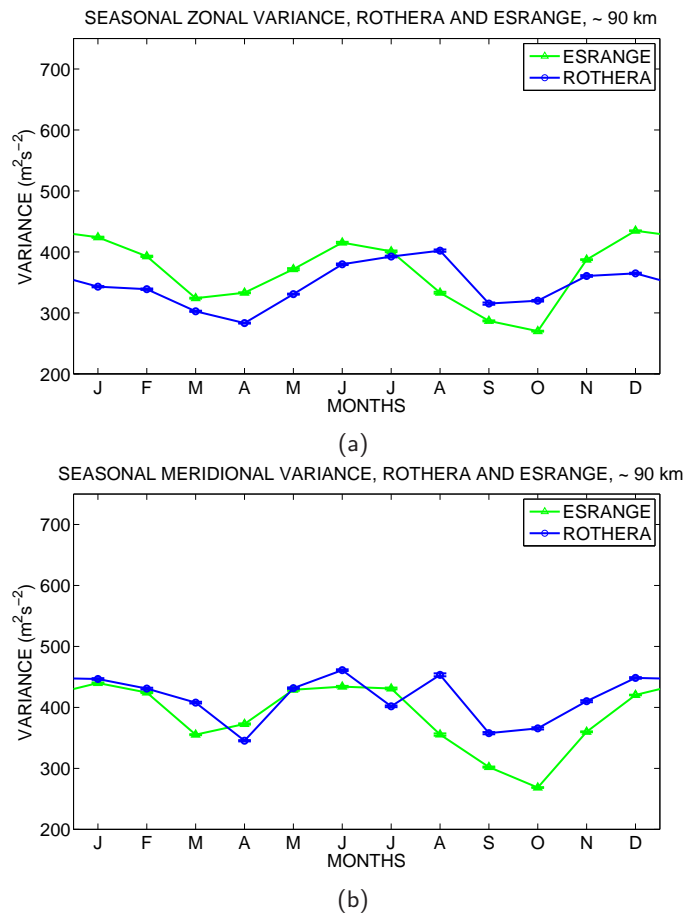 SEASONAL ZONAL VARIANCE, ROTHERA AND ESRANGE, ~ 90 km
700
600
500
400
300
200
VARIANCE (m²s⁻²)
ESRANGE
ROTHERA
J F M A M J J A S O N D
MONTHS
(a)
SEASONAL MERIDIONAL VARIANCE, ROTHERA AND ESRANGE, ~ 90 km
700
600
500
400
300
200
VARIANCE (m²s⁻²)
ESRANGE
ROTHERA
J F M A M J J A S O N D
MONTHS
(b)